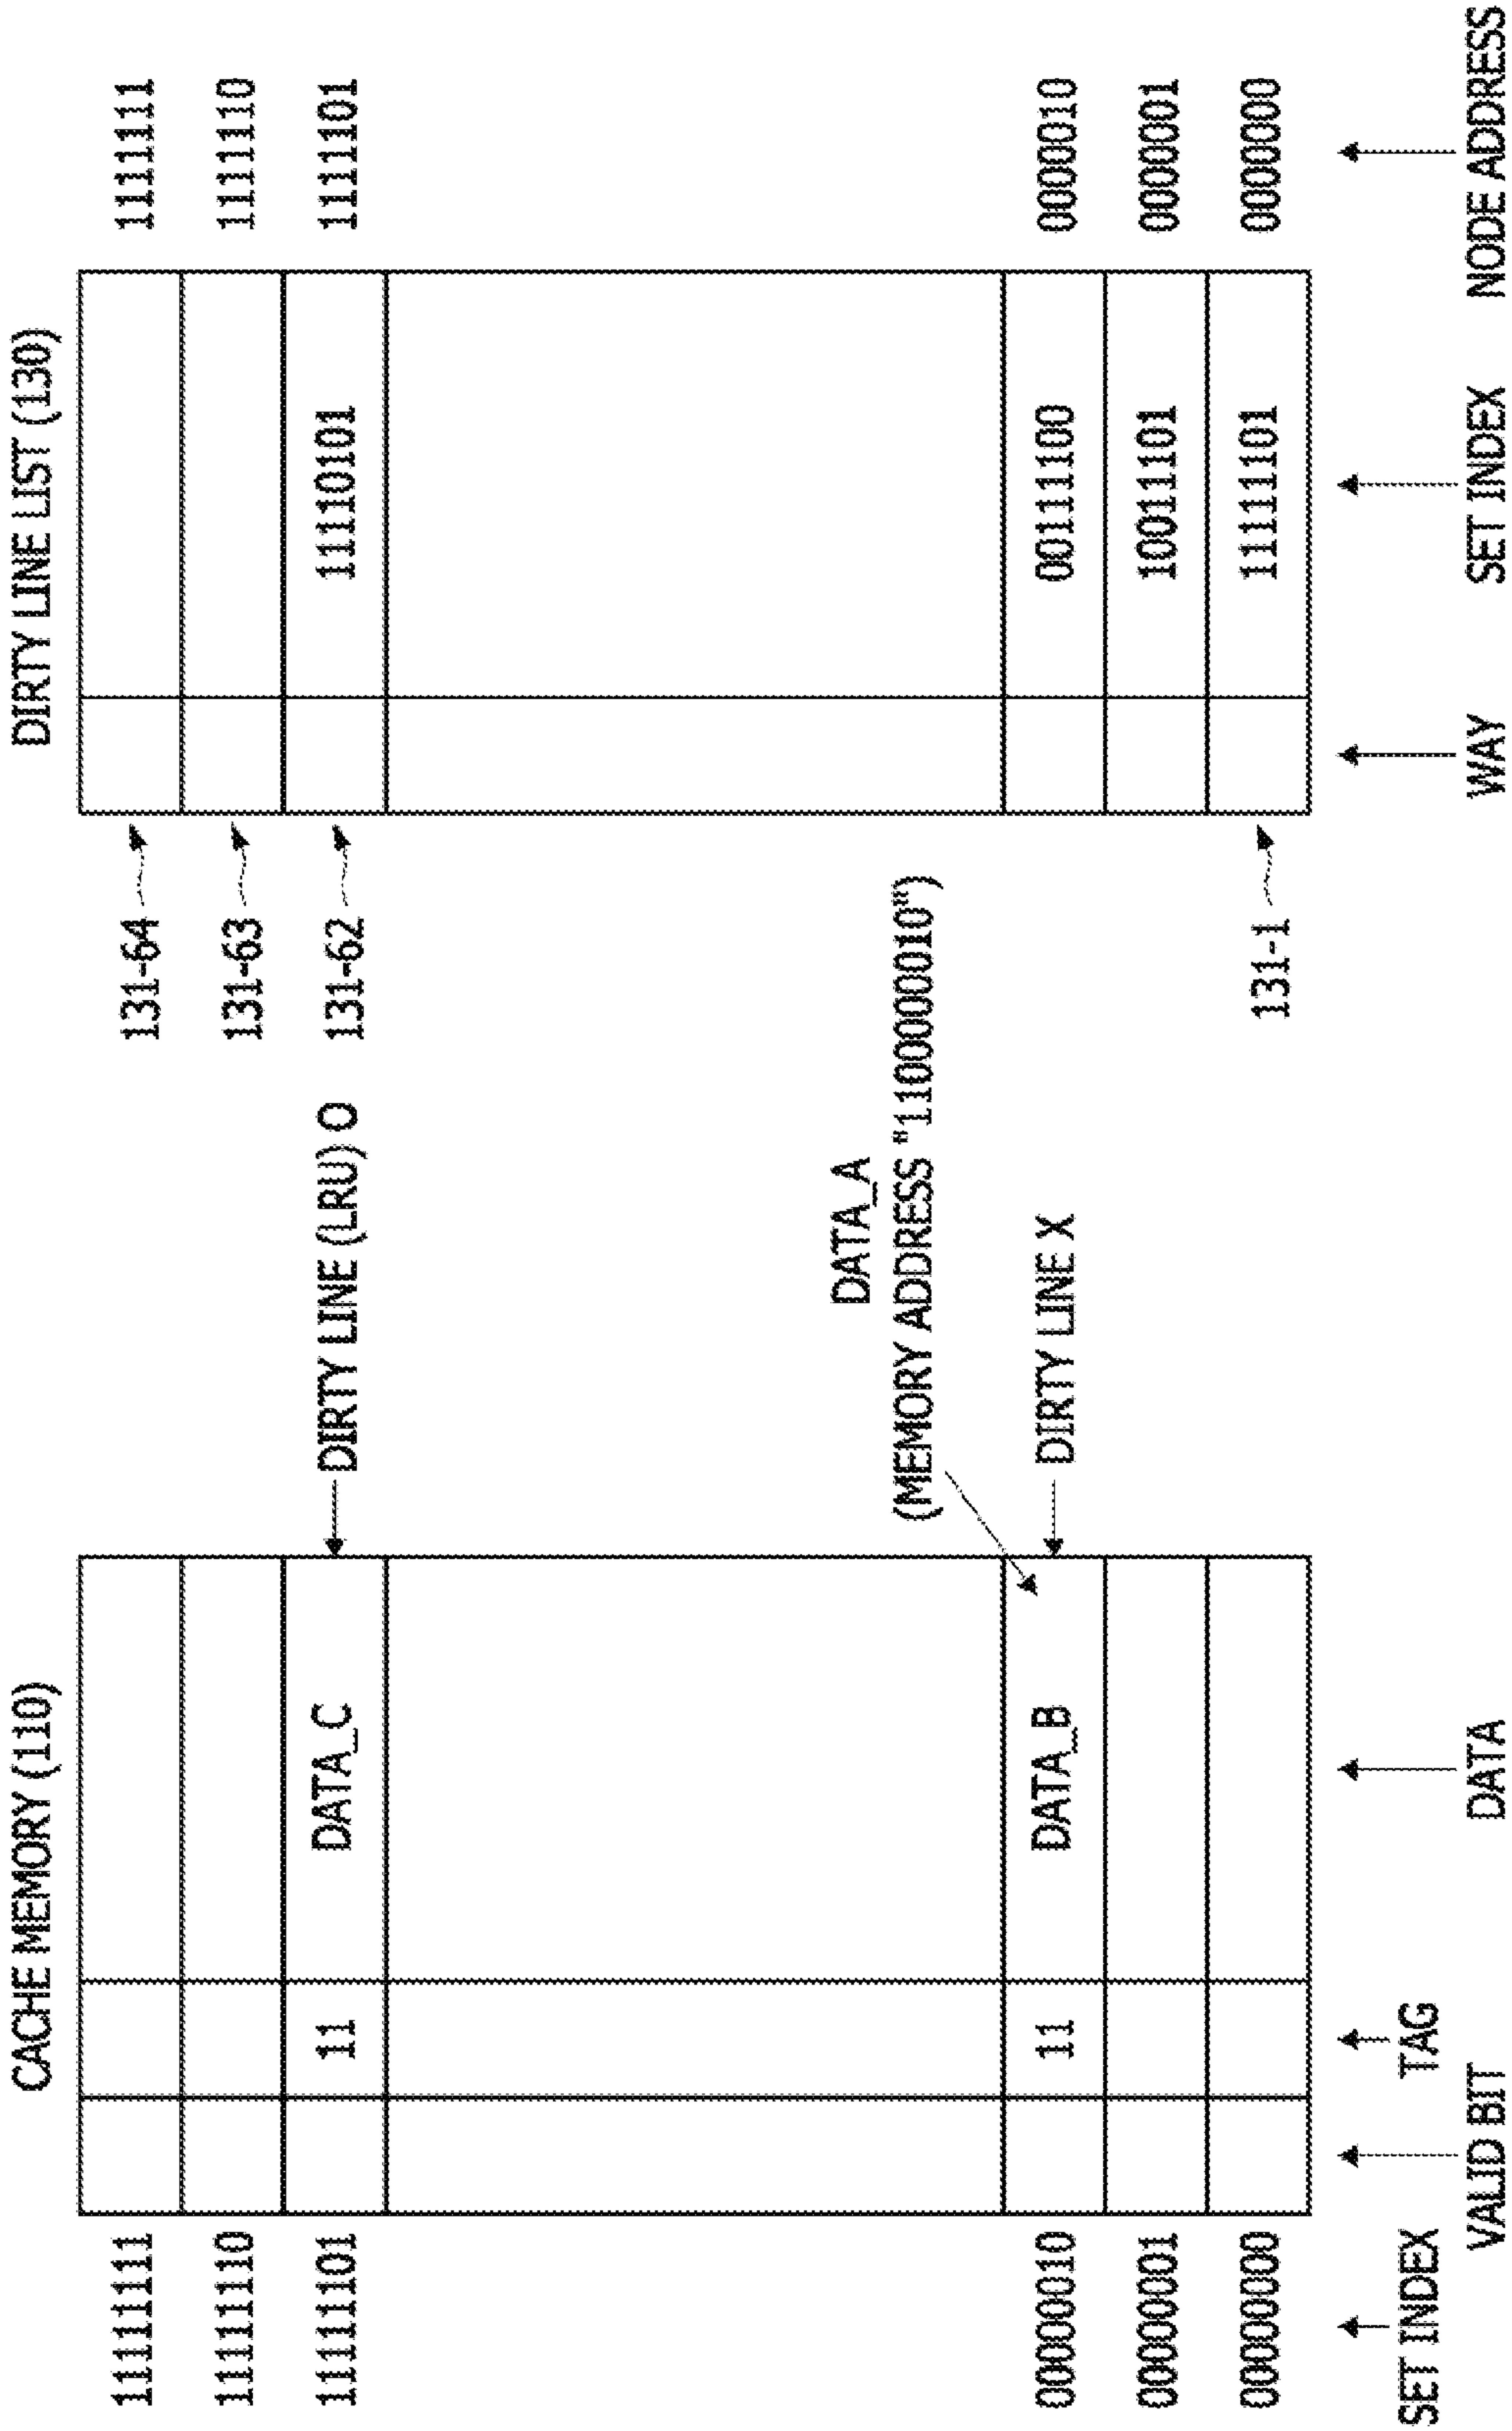 CACHE MEMORY (110)
DIRTY LINE LIST (130)
11111111
131-64
1111111
11111110
131-63
1111110
11111101
11
DATA_C
DIRTY LINE (LRU) O
131-62
11110101
1111101
DATA_A
(MEMORY ADDRESS "1100000010")
00000010
11
DATA_B
DIRTY LINE X
00111100
0000010
00000001
10011101
0000001
00000000
131-1
11111101
0000000
SET INDEX
VALID BIT
TAG
DATA
WAY
SET INDEX
NODE ADDRESS